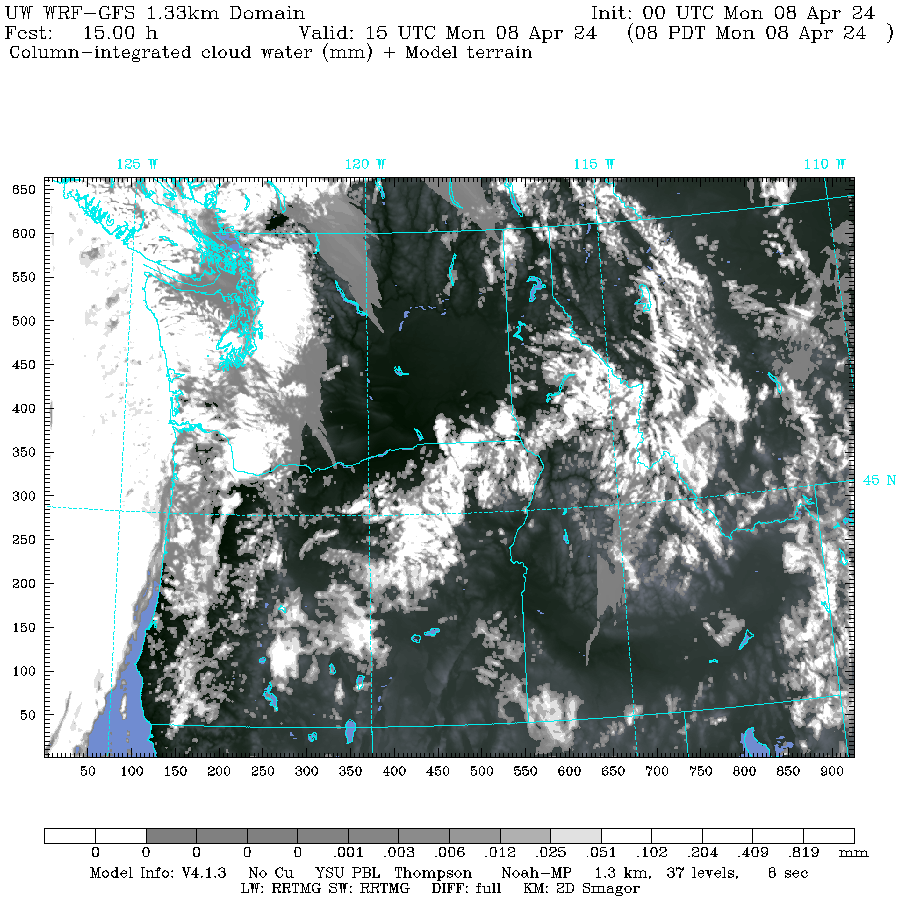 UW WRF-GFS 1.33km Domain Init: 00 UTC Mon 08 Apr 24
Fcst: 15.00 h Valid: 15 UTC Mon 08 Apr 24 (08 PDT Mon 08 Apr 24 )
Column-integrated cloud water (mm) + Model terrain
125 W 120 W 115 W 110 W
650
600
550
500
450
400
350
45 N
300
250
200
150
100
50
50 100 150 200 250 300 350 400 450 500 550 600 650 700 750 800 850 900
0 0 0 0 0 .001 .003 .006 .012 .025 .051 .102 .204 .409 .819 mm
Model Info: V4.1.3 No Cu YSU PBL Thompson Noah-MP 1.3 km, 37 levels, 8 sec
LW: RRTMG SW: RRTMG DIFF: full KM: 2D Smagor